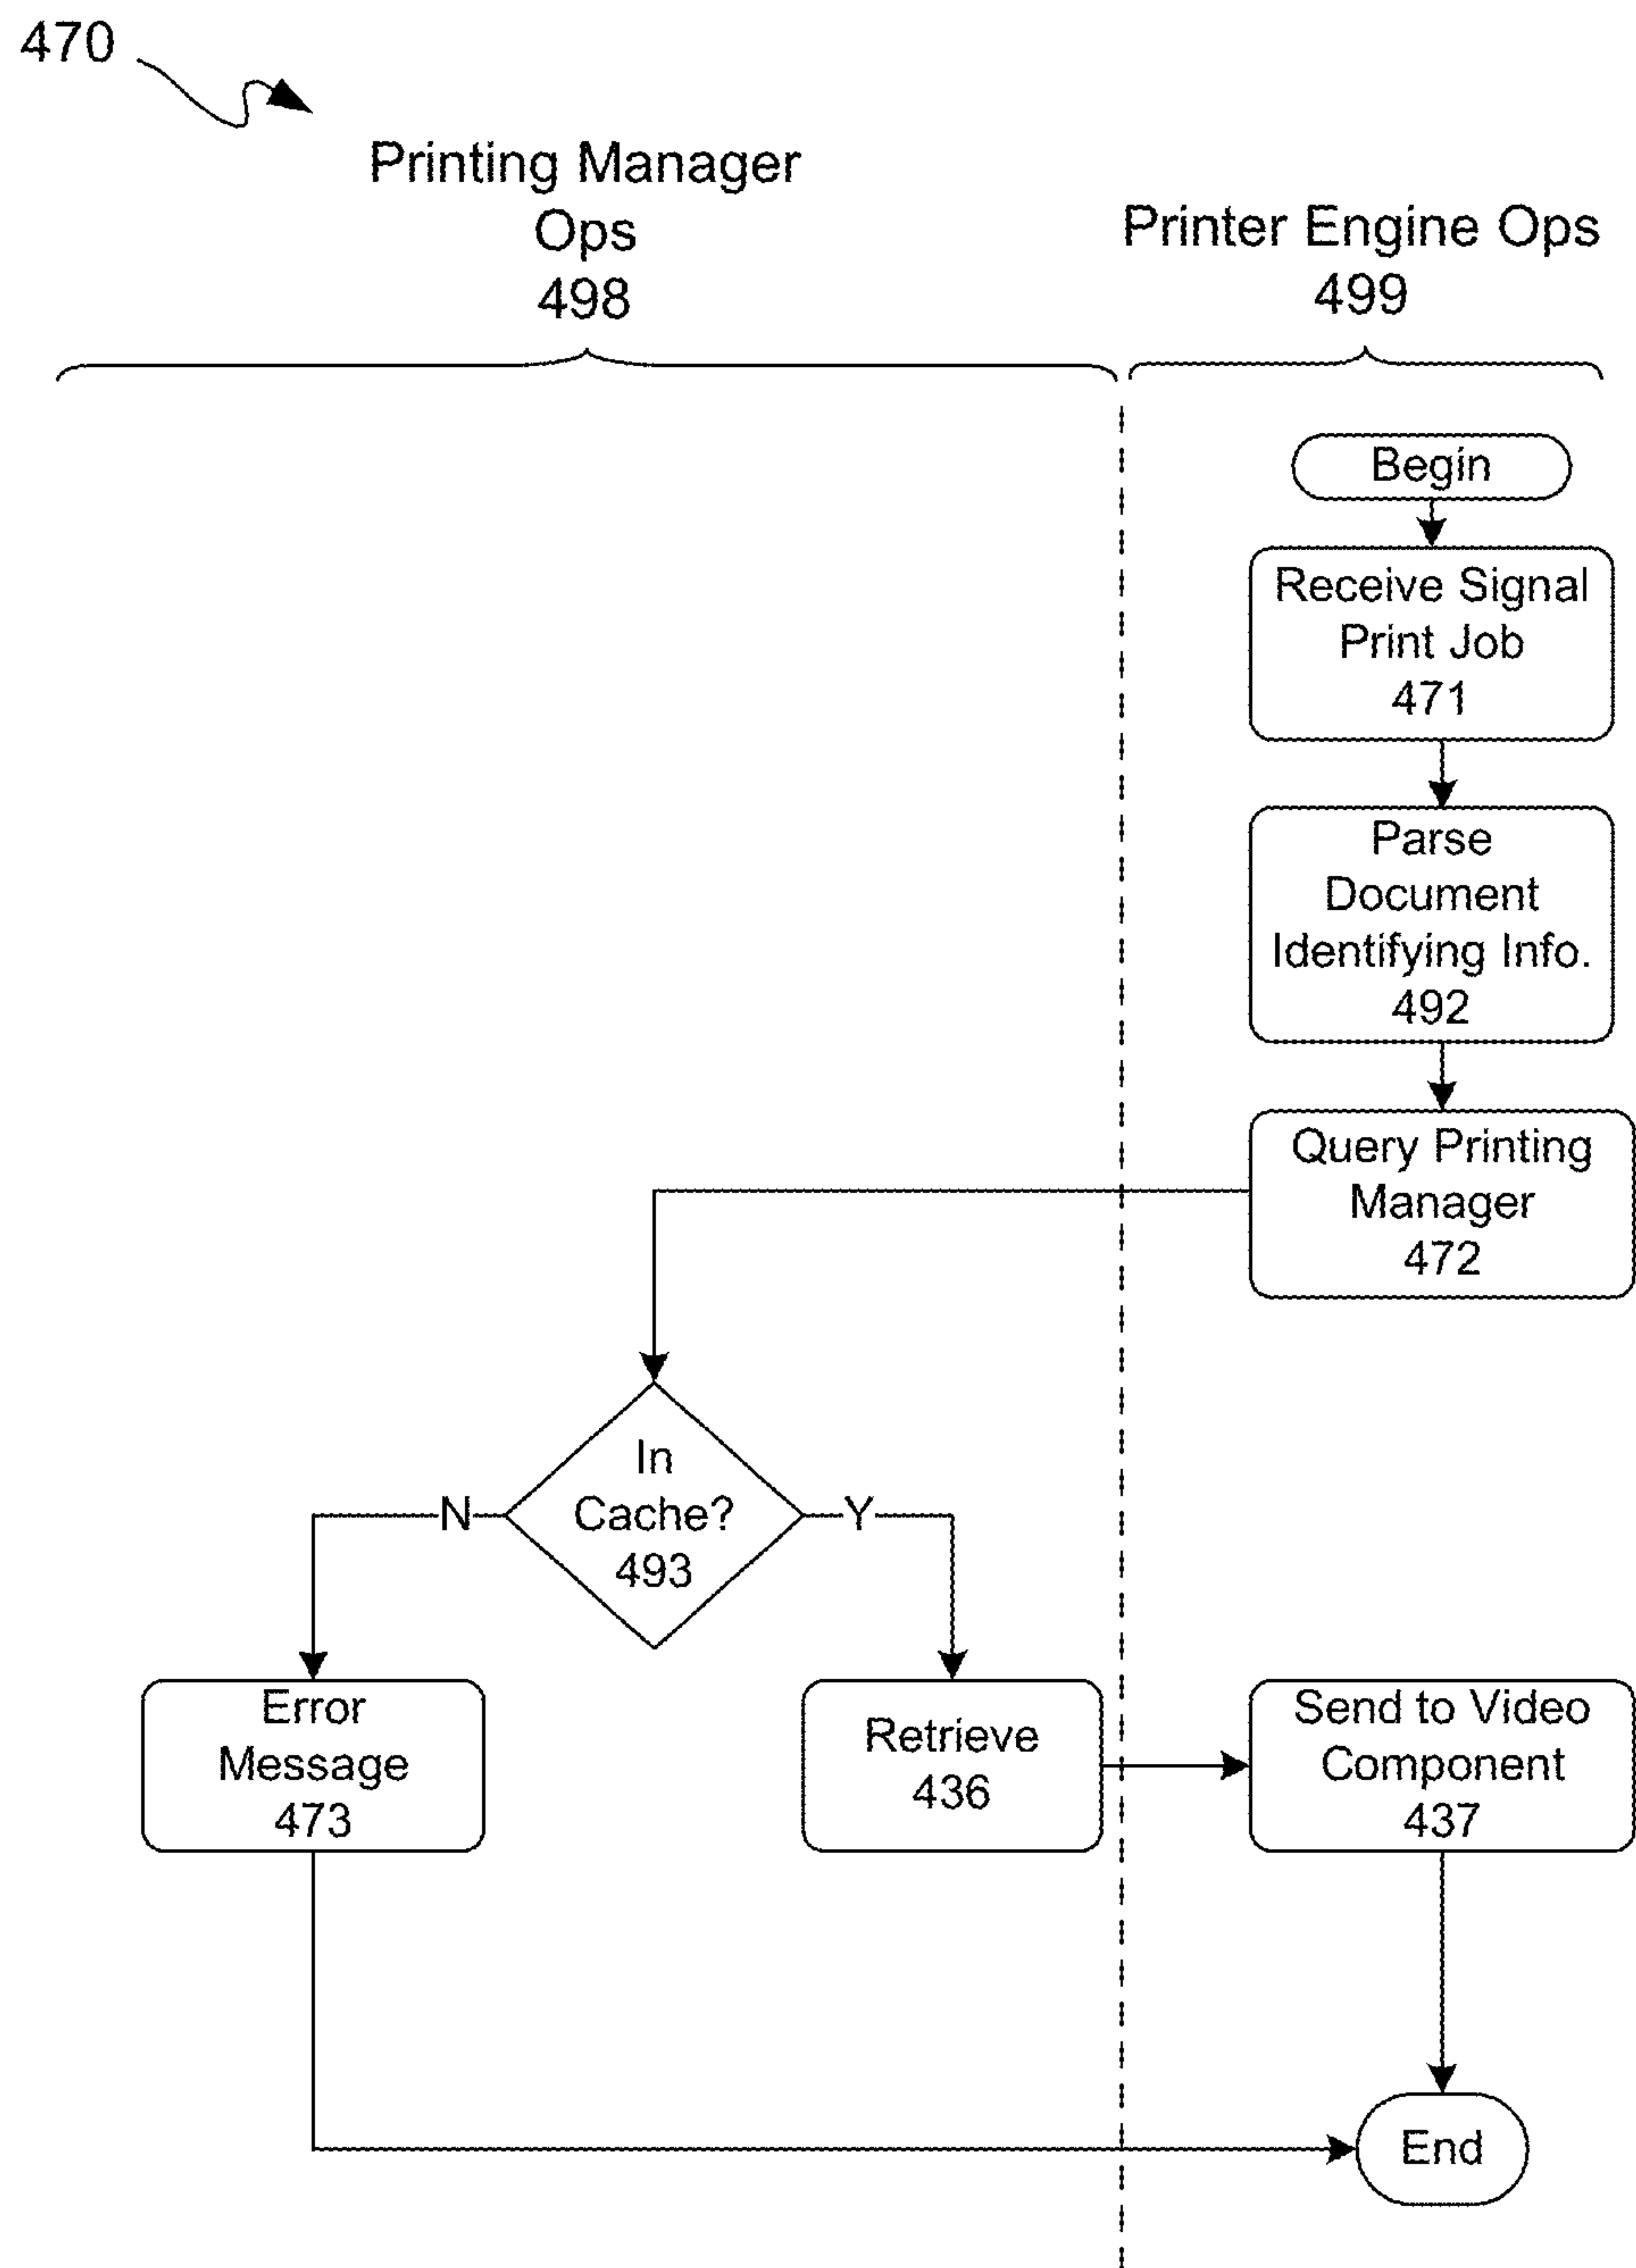 470
Printing Manager
Ops
498
Printer Engine Ops
499
Begin
Receive Signal
Print Job
471
Parse
Document
Identifying Info.
492
Query Printing
Manager
472
In
Cache?
493
N
Y
Error
Message
473
Retrieve
436
Send to Video
Component
437
End